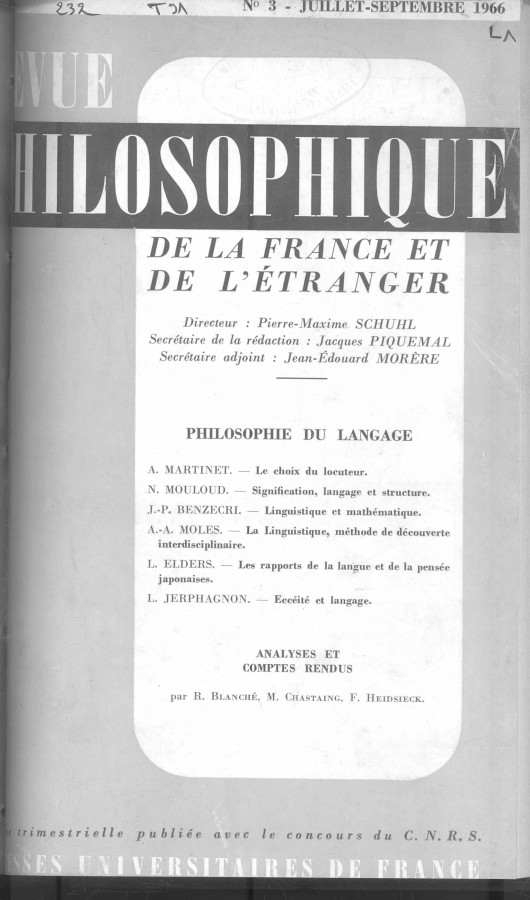 232 T31
Nº 3 - JUILLET-SEPTEMBRE 1966
EVUE
HILOSOPHIQUE
DE LA FRANCE ET
DE L'ÉTRANGER
Directeur : Pierre-Maxime SCHUHL
Secrétaire de la rédaction : Jacques PIQUEMAL
Secrétaire adjoint : Jean-Édouard MORÈRE
PHILOSOPHIE DU LANGAGE
A. MARTINET. — Le choix du locuteur.
N. MOULOUD. — Signification, langage et structure.
J.-P. BENZECRI. — Linguistique et mathématique.
A.-A. MOLES. — La Linguistique, méthode de découverte
interdisciplinaire.
L. ELDERS. — Les rapports de la langue et de la pensée
japonaises.
L. JERPHAGNON. — Eccéité et langage.
ANALYSES ET
COMPTES RENDUS
par R. BLANCHÉ, M. CHASTAING, F. HEIDSIECK.
trimestrielle publiée avec le concours du C. N. R. S.
SSES UNIVERSITAIRES DE FRANCE